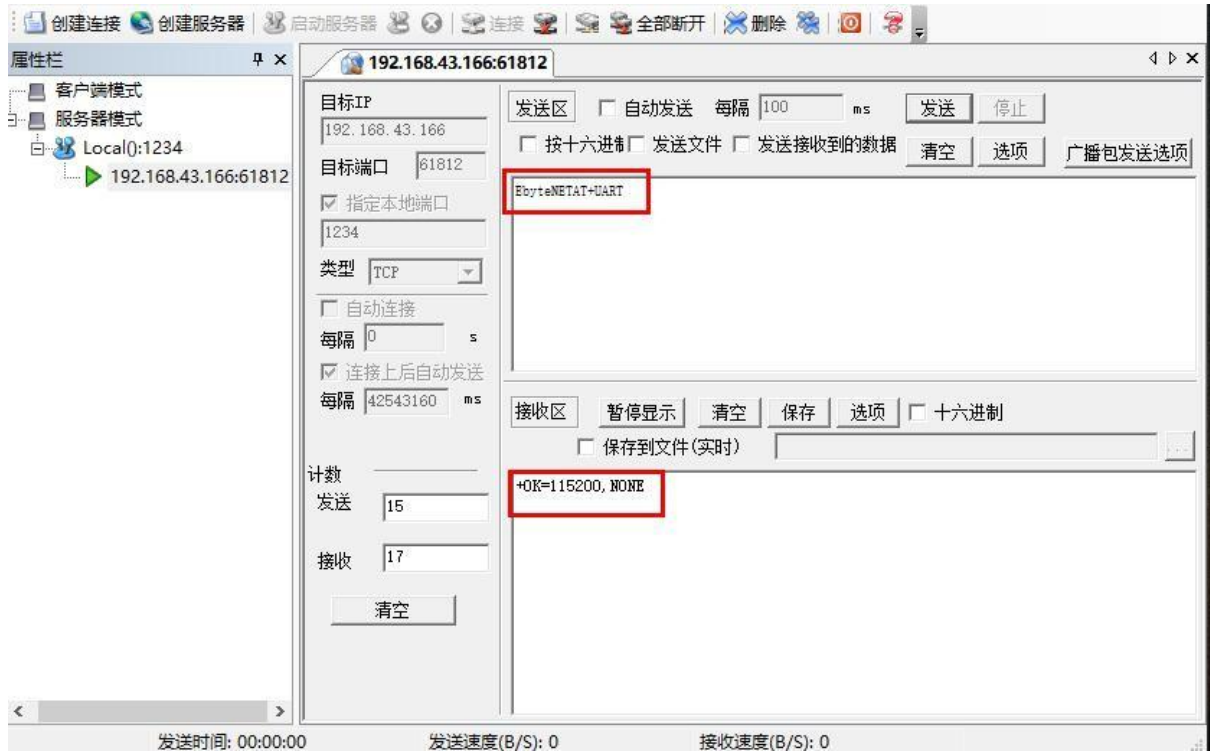 创建连接 创建服务器 启动服务器 连接 全部断开 删除
属性栏
客户端模式
服务器模式
Local():1234
192.168.43.166:61812
192.168.43.166:61812
目标IP
192.168.43.166
目标端口 61812
指定本地端口
1234
类型 TCP
自动连接
每隔 0 s
连接上后自动发送
每隔 42543160 ms
计数
发送 15
接收 17
清空
发送区 自动发送 每隔 100 ms 发送 停止
按十六进制 发送文件 发送接收到的数据 清空 选项 广播包发送选项
EbyteNETAT+UART
接收区 暂停显示 清空 保存 选项 十六进制
保存到文件(实时) ...
+OK=115200,NONE
发送时间: 00:00:00 发送速度(B/S): 0 接收速度(B/S): 0